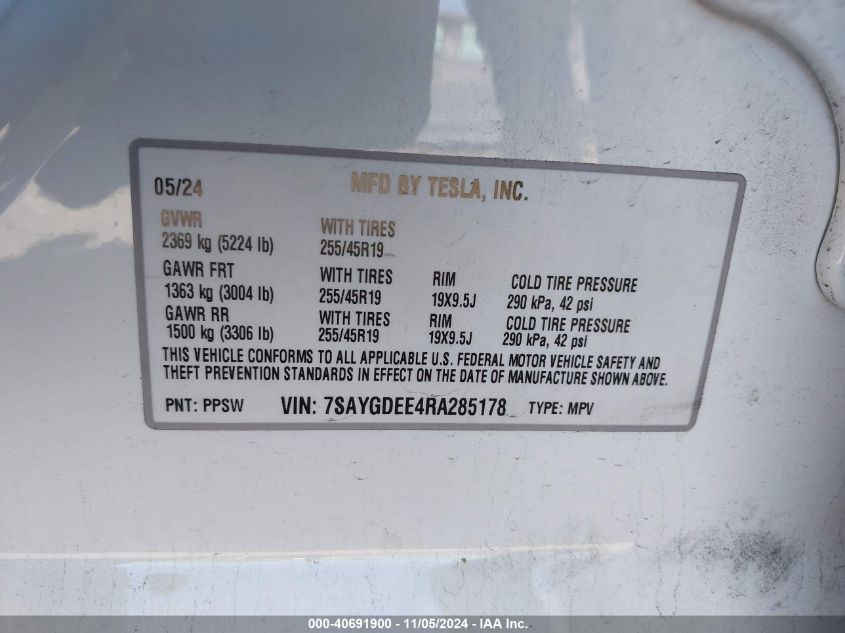 05/24 MFD BY TESLA, INC.
GVWR WITH TIRES
2369 kg (5224 lb) 255/45R19
GAWR FRT WITH TIRES RIM COLD TIRE PRESSURE
1363 kg (3004 lb) 255/45R19 19X9.5J 290 kPa, 42 psi
GAWR RR WITH TIRES RIM COLD TIRE PRESSURE
1500 kg (3306 lb) 255/45R19 19X9.5J 290 kPa, 42 psi
THIS VEHICLE CONFORMS TO ALL APPLICABLE U.S. FEDERAL MOTOR VEHICLE SAFETY AND
THEFT PREVENTION STANDARDS IN EFFECT ON THE DATE OF MANUFACTURE SHOWN ABOVE.
PNT: PPSW VIN: 7SAYGDEE4RA285178 TYPE: MPV
000-40691900 - 11/05/2024 - IAA Inc.